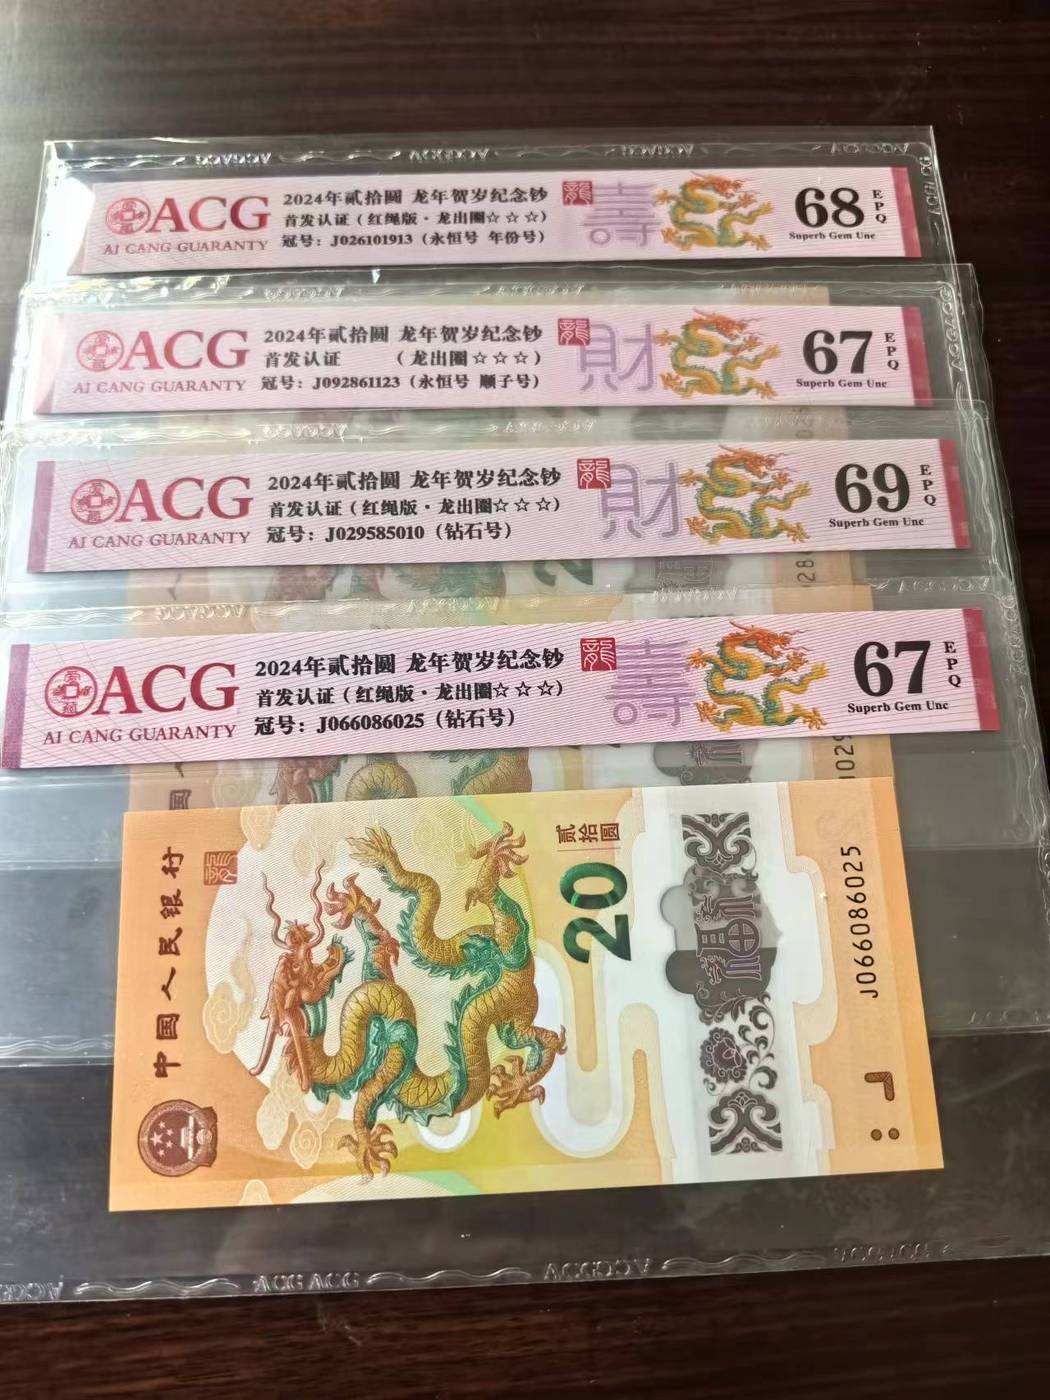 ACG
AI CANG GUARANTY
2024年贰拾圆 龙年贺岁纪念钞
首发认证（红绳版·龙出圈☆☆☆）
冠号：J026101913（永恒号 年份号）
龍
壽
68
EPQ
Superb Gem Unc
ACG
AI CANG GUARANTY
2024年贰拾圆 龙年贺岁纪念钞
首发认证 （龙出圈☆☆☆）
冠号：J092861123（永恒号 顺子号）
龍
財
67
EPQ
Superb Gem Unc
ACG
AI CANG GUARANTY
2024年贰拾圆 龙年贺岁纪念钞
首发认证（红绳版·龙出圈☆☆☆）
冠号：J029585010（钻石号）
龍
財
69
EPQ
Superb Gem Unc
ACG
AI CANG GUARANTY
2024年贰拾圆 龙年贺岁纪念钞
首发认证（红绳版·龙出圈☆☆☆）
冠号：J066086025（钻石号）
龍
壽
67
EPQ
Superb Gem Unc
中国人民银行
龍
贰拾圆
20
福
J066086025
ACG ACG